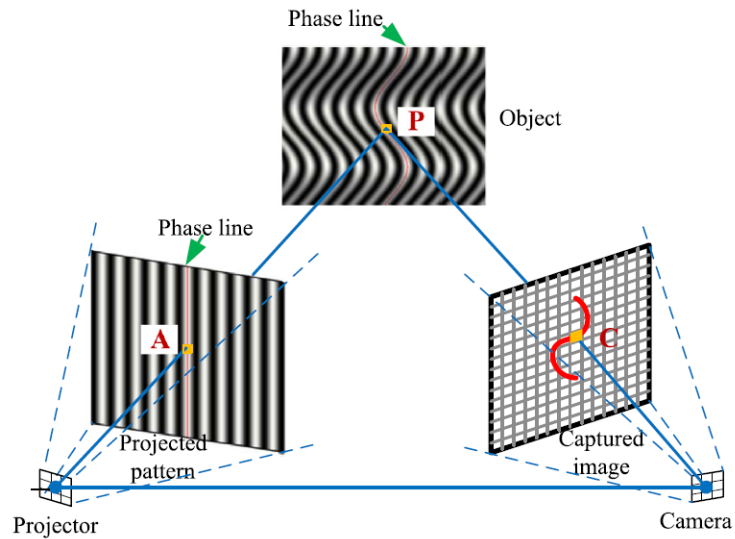 Phase line
P
Object
Phase line
A
C
Projected
pattern
Captured
image
Projector
Camera